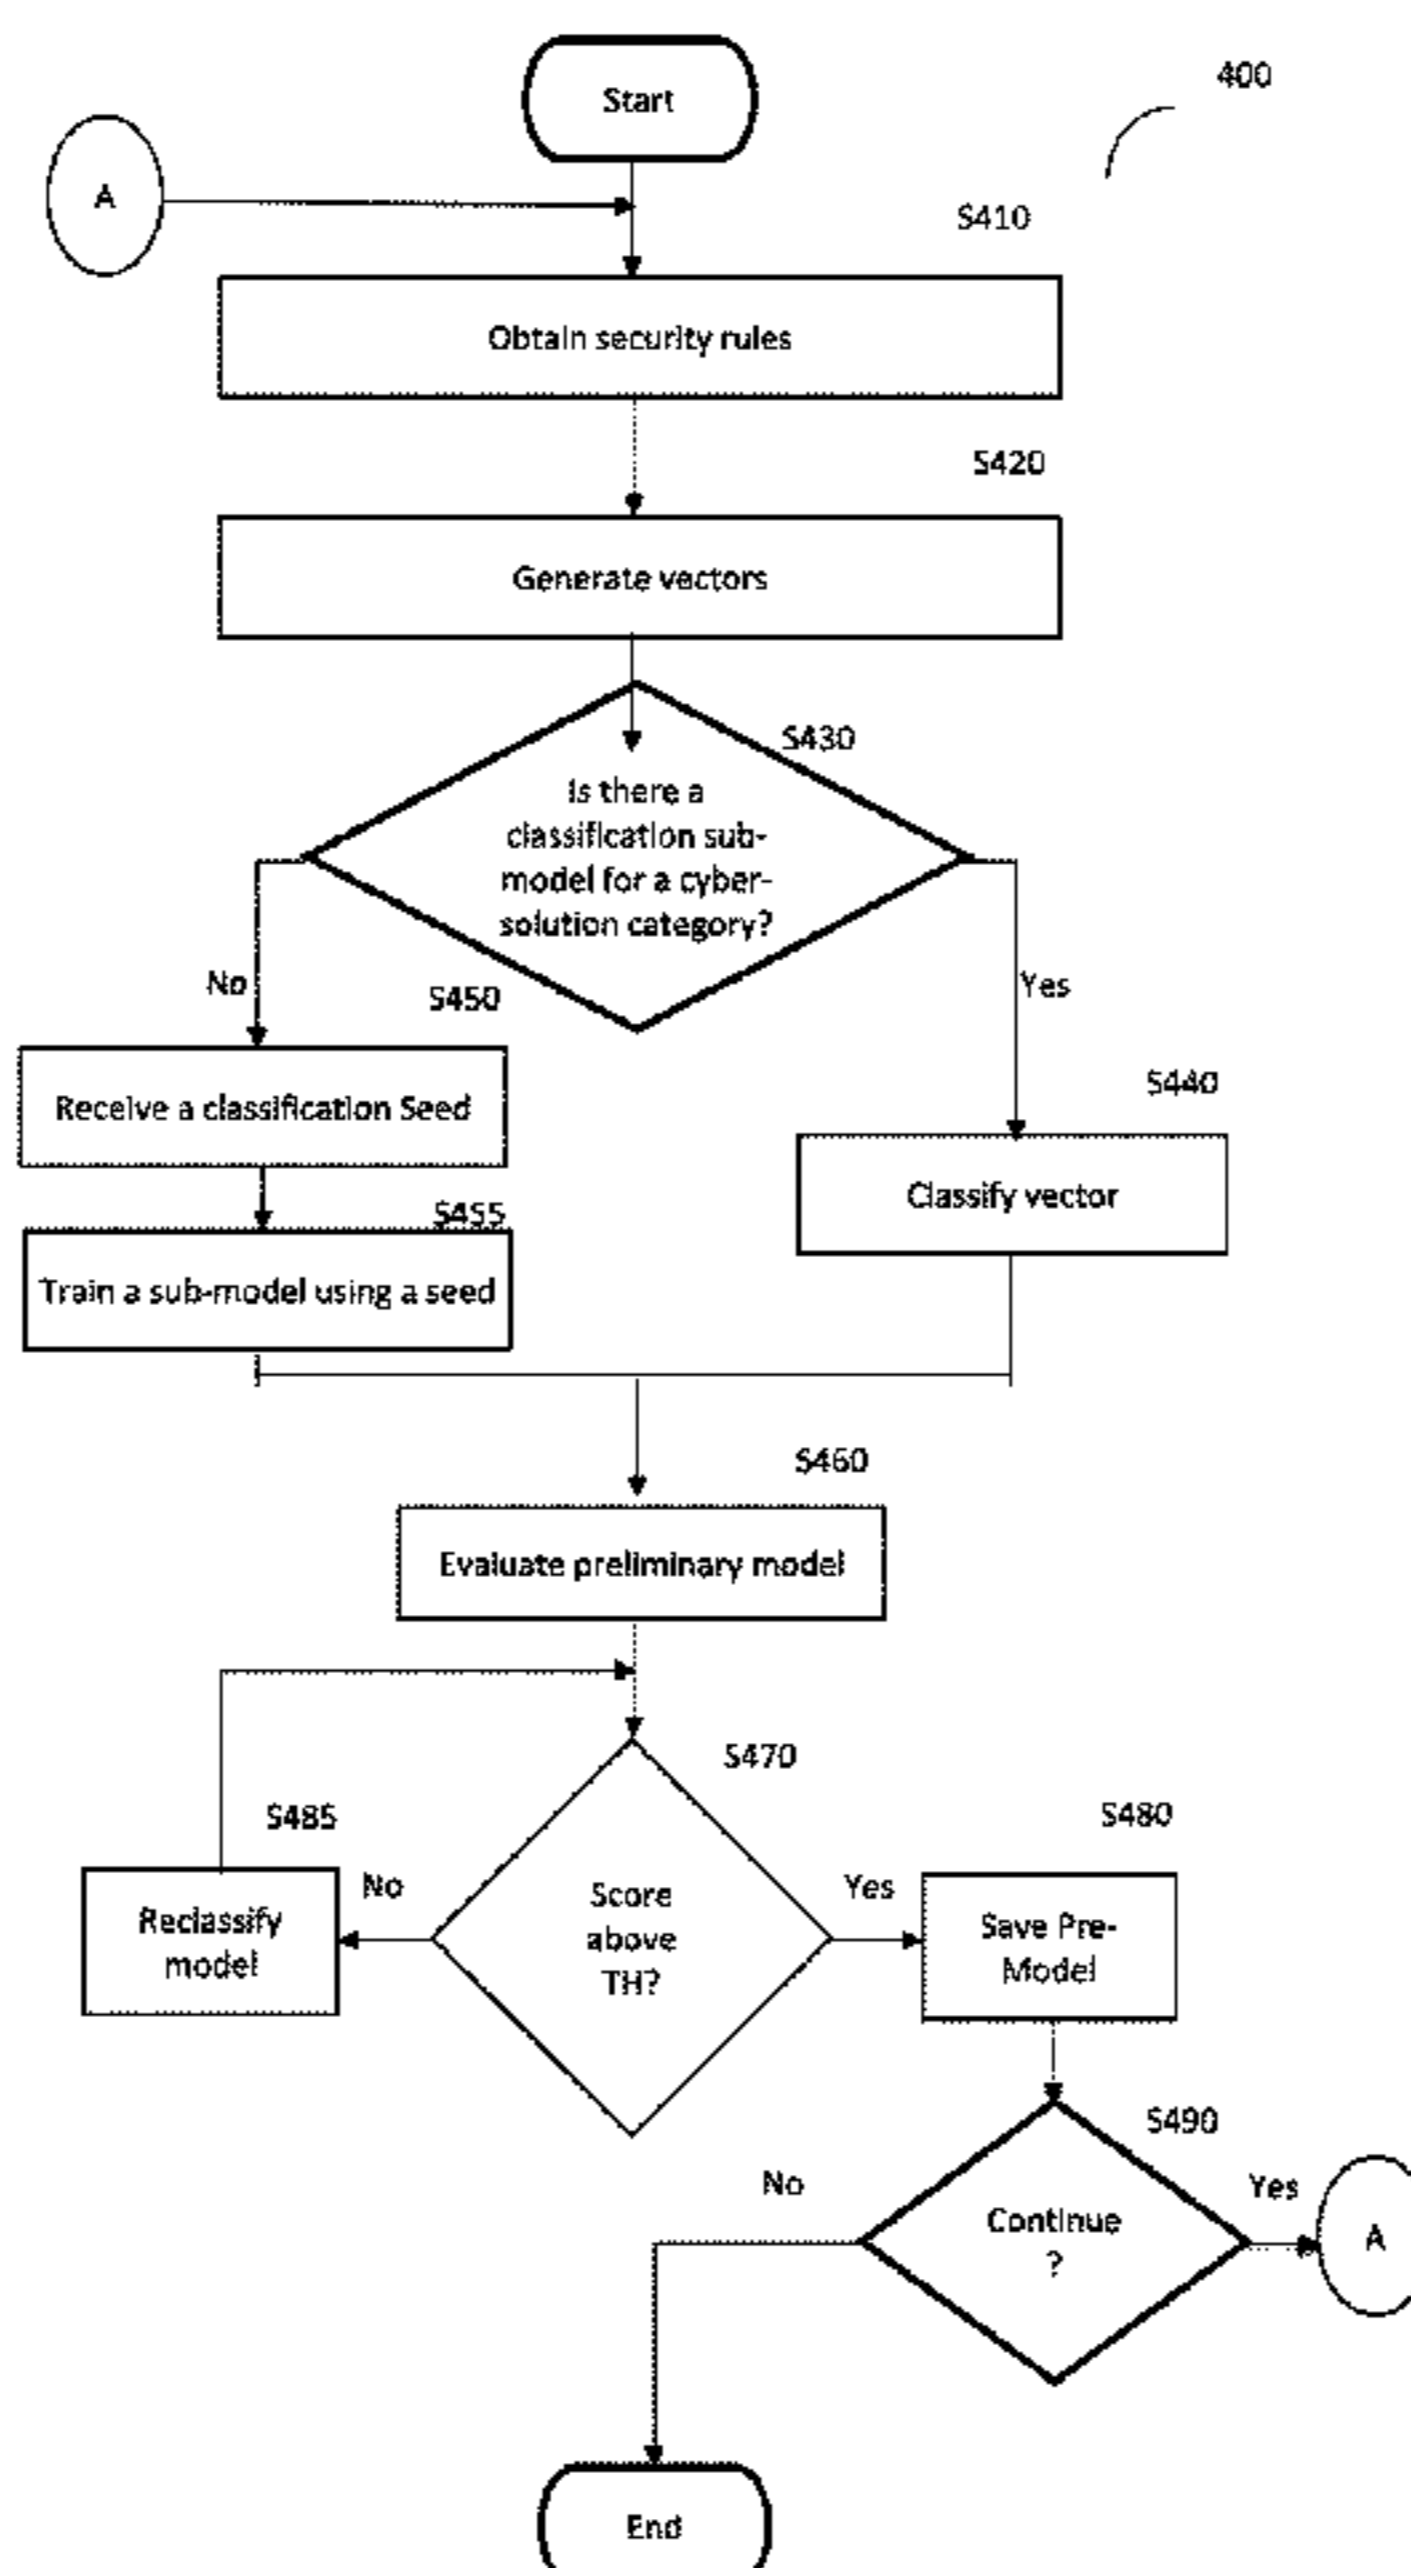 Start
400
A
S410
Obtain security rules
S420
Generate vectors
S430
Is there a
classification sub-
model for a cyber-
solution category?
No
Yes
S450
Receive a classification Seed
S440
Classify vector
S455
Train a sub-model using a seed
S460
Evaluate preliminary model
S470
S485
S480
No
Yes
Reclassify
model
Score
above
TH?
Save Pre-
Model
S490
No
Yes
Continue
?
A
End